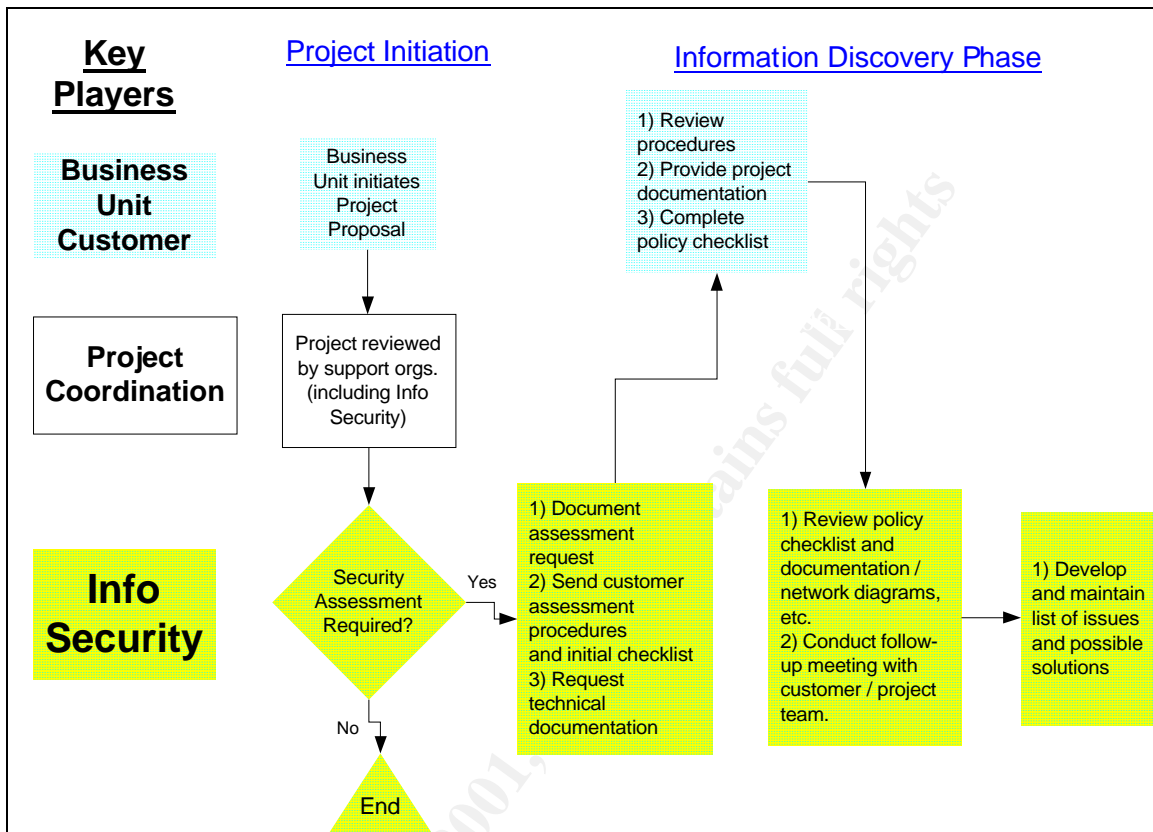 Key
Players
Project Initiation
Information Discovery Phase
Business
Unit
Customer
Business
Unit initiates
Project
Proposal
1) Review
procedures
2) Provide project
documentation
3) Complete
policy checklist
Project
Coordination
Project reviewed
by support orgs.
(including Info
Security)
Info
Security
Security
Assessment
Required?
Yes
No
End
1) Document
assessment
request
2) Send customer
assessment
procedures
and initial checklist
3) Request
technical
documentation
1) Review policy
checklist and
documentation /
network diagrams,
etc.
2) Conduct follow-
up meeting with
customer / project
team.
1) Develop
and maintain
list of issues
and possible
solutions
rights